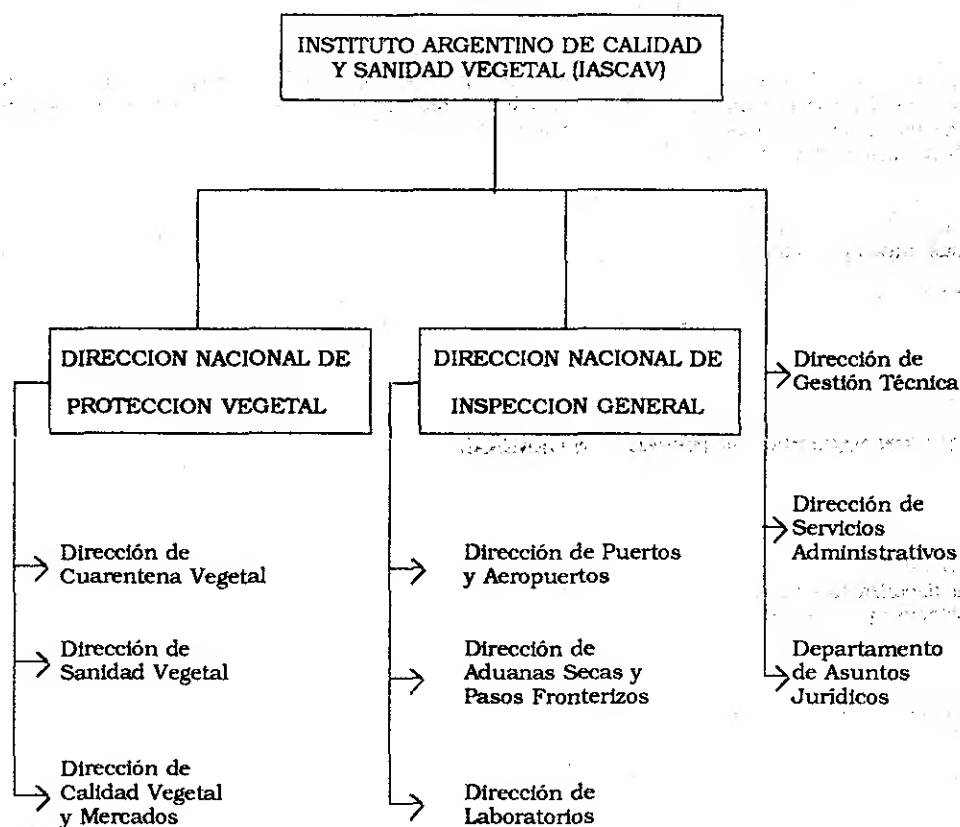 INSTITUTO ARGENTINO DE CALIDAD
Y SANIDAD VEGETAL (IASCAV)
DIRECCION NACIONAL DE
PROTECCION VEGETAL
DIRECCION NACIONAL DE
INSPECCION GENERAL
Dirección de
Gestión Técnica
Dirección de
Servicios
Administrativos
Departamento
de Asuntos
Jurídicos
Dirección de
Cuarentena Vegetal
Dirección de
Sanidad Vegetal
Dirección de
Calidad Vegetal
y Mercados
Dirección de Puertos
y Aeropuertos
Dirección de
Aduanas Secas y
Pasos Fronterizos
Dirección de
Laboratorios